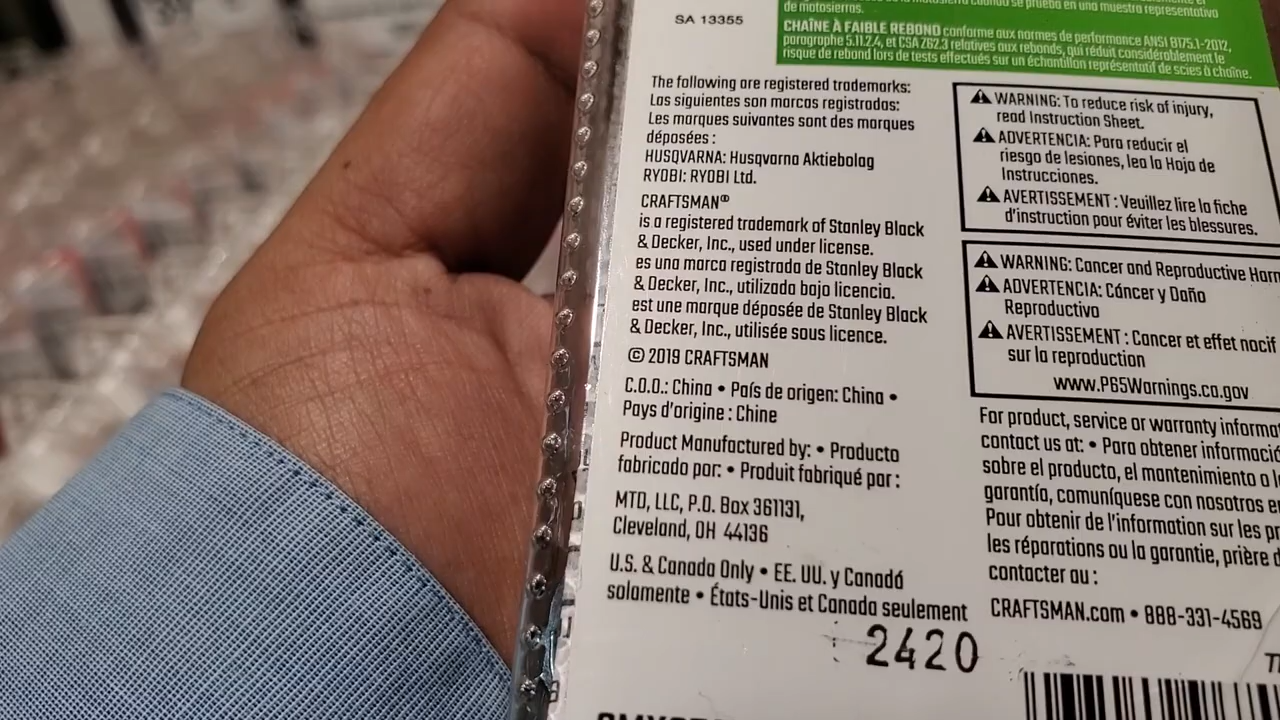 SA 13355
de motosierras.
CHAÎNE À FAIBLE REBOND conforme aux normes de performance ANSI B175.1-2012,
paragraphe 5.11.2.4, et CSA Z62.3 relatives aux rebonds, qui réduit considérablement le
risque de rebond lors de tests effectués sur un échantillon représentatif de scies à chaîne.
The following are registered trademarks:
Las siguientes son marcas registradas:
Les marques suivantes sont des marques
déposées :
HUSQVARNA: Husqvarna Aktiebolag
RYOBI: RYOBI Ltd.
CRAFTSMAN®
is a registered trademark of Stanley Black
& Decker, Inc., used under license.
es una marca registrada de Stanley Black
& Decker, Inc., utilizada bajo licencia.
est une marque déposée de Stanley Black
& Decker, Inc., utilisée sous licence.
© 2019 CRAFTSMAN
C.O.O.: China • País de origen: China •
Pays d'origine : Chine
Product Manufactured by: • Producto
fabricado por: • Produit fabriqué par :
MTD, LLC, P.O. Box 361131,
Cleveland, OH 44136
U.S. & Canada Only • EE. UU. y Canadá
solamente • États-Unis et Canada seulement
2420
WARNING: To reduce risk of injury,
read Instruction Sheet.
ADVERTENCIA: Para reducir el
riesgo de lesiones, lea la Hoja de
Instrucciones.
AVERTISSEMENT : Veuillez lire la fiche
d'instruction pour éviter les blessures.
WARNING: Cancer and Reproductive Harm
ADVERTENCIA: Cáncer y Daño
Reproductivo
AVERTISSEMENT : Cancer et effet nocif
sur la reproduction
www.P65Warnings.ca.gov
For product, service or warranty informat
contact us at: • Para obtener informació
sobre el producto, el mantenimiento o l
garantía, comuníquese con nosotros e
Pour obtenir de l'information sur les pr
les réparations ou la garantie, prière d
contacter au :
CRAFTSMAN.com • 888-331-4569